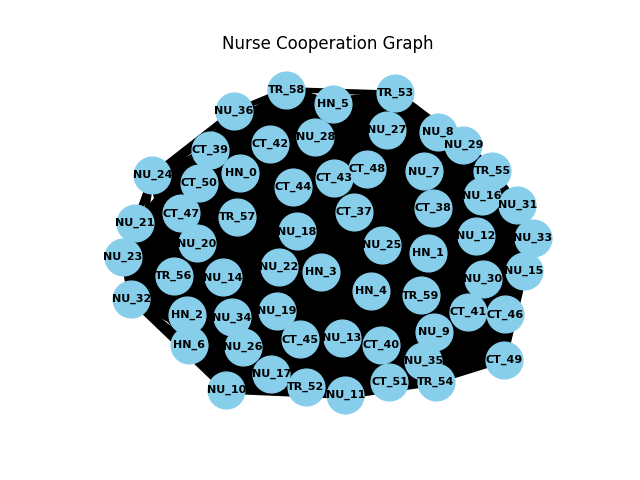 Nurse Cooperation Graph
TR_58
TR_53
HN_5
NU_36
NU_27
NU_8
NU_28
CT_42
NU_29
CT_39
CT_48
NU_7
TR_55
HN_0
NU_24
CT_43
CT_50
CT_44
NU_16
NU_31
CT_38
CT_37
CT_47
TR_57
NU_21
NU_18
NU_12
NU_33
NU_20
NU_25
HN_1
NU_23
NU_22
HN_3
NU_15
TR_56
NU_14
NU_30
HN_4
TR_59
NU_32
NU_19
CT_41
CT_46
HN_2
NU_34
NU_9
NU_13
CT_45
HN_6
CT_40
NU_26
NU_35
CT_49
NU_17
CT_51
TR_54
TR_52
NU_10
NU_11